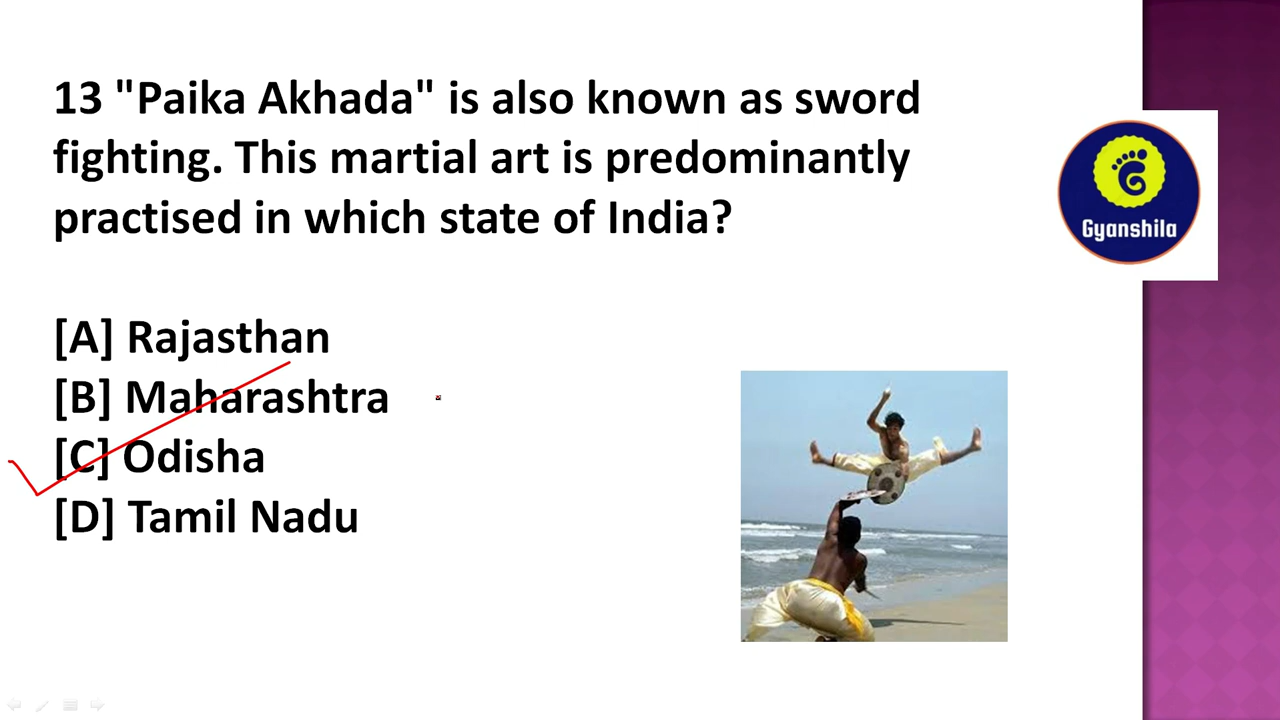 13 "Paika Akhada" is also known as sword
fighting. This martial art is predominantly
practised in which state of India?
[A] Rajasthan
[B] Maharashtra
[C] Odisha
[D] Tamil Nadu
Gyanshila